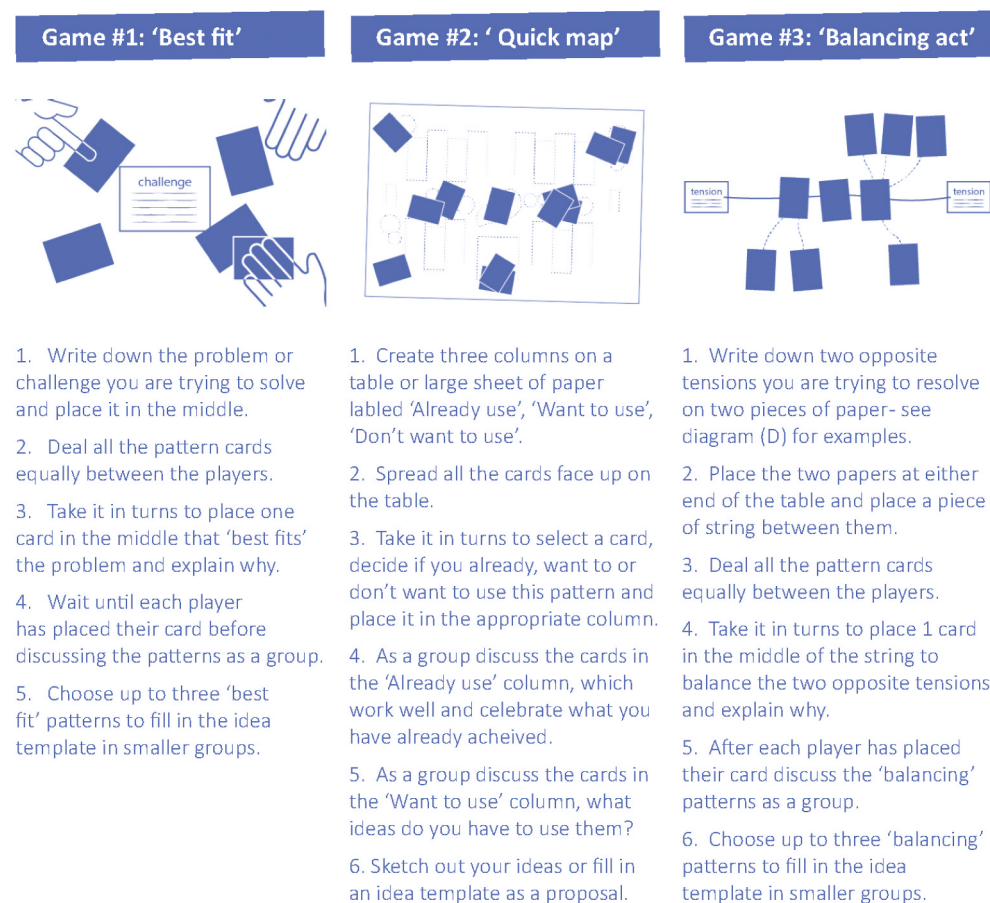 Game #1: ‘Best fit’
challenge
1. Write down the problem or
challenge you are trying to solve
and place it in the middle.
2. Deal all the pattern cards
equally between the players.
3. Take it in turns to place one
card in the middle that ‘best fits’
the problem and explain why.
4. Wait until each player
has placed their card before
discussing the patterns as a group.
5. Choose up to three ‘best
fit’ patterns to fill in the idea
template in smaller groups.
Game #2: ‘ Quick map’
1. Create three columns on a
table or large sheet of paper
labled ‘Already use’, ‘Want to use’,
‘Don’t want to use’.
2. Spread all the cards face up on
the table.
3. Take it in turns to select a card,
decide if you already, want to or
don’t want to use this pattern and
place it in the appropriate column.
4. As a group discuss the cards in
the ‘Already use’ column, which
work well and celebrate what you
have already acheived.
5. As a group discuss the cards in
the ‘Want to use’ column, what
ideas do you have to use them?
6. Sketch out your ideas or fill in
an idea template as a proposal.
Game #3: ‘Balancing act’
tension
tension
1. Write down two opposite
tensions you are trying to resolve
on two pieces of paper- see
diagram (D) for examples.
2. Place the two papers at either
end of the table and place a piece
of string between them.
3. Deal all the pattern cards
equally between the players.
4. Take it in turns to place 1 card
in the middle of the string to
balance the two opposite tensions
and explain why.
5. After each player has placed
their card discuss the ‘balancing’
patterns as a group.
6. Choose up to three ‘balancing’
patterns to fill in the idea
template in smaller groups.